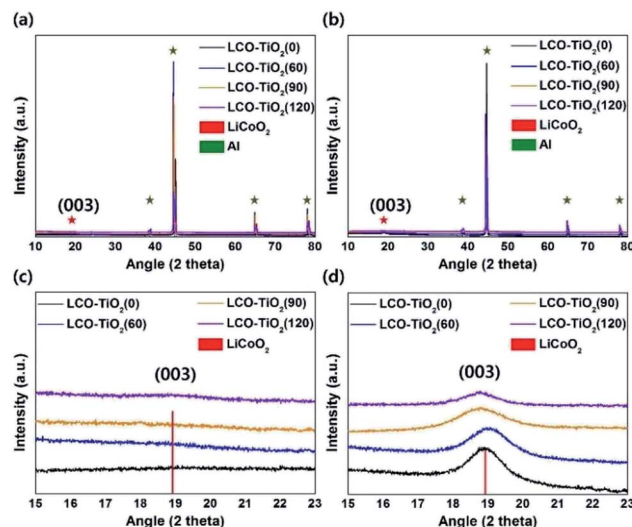 (a)
LCO-TiO₂(0)
LCO-TiO₂(60)
LCO-TiO₂(90)
LCO-TiO₂(120)
LiCoO₂
Al
(003)
Intensity (a.u.)
10 20 30 40 50 60 70 80
Angle (2 theta)
(b)
LCO-TiO₂(0)
LCO-TiO₂(60)
LCO-TiO₂(90)
LCO-TiO₂(120)
LiCoO₂
Al
(003)
Intensity (a.u.)
10 20 30 40 50 60 70 80
Angle (2 theta)
(c)
LCO-TiO₂(0) LCO-TiO₂(90)
LCO-TiO₂(60) LCO-TiO₂(120)
LiCoO₂
(003)
Intensity (a.u.)
15 16 17 18 19 20 21 22 23
Angle (2 theta)
(d)
LCO-TiO₂(0) LCO-TiO₂(90)
LCO-TiO₂(60) LCO-TiO₂(120)
LiCoO₂
(003)
Intensity (a.u.)
15 16 17 18 19 20 21 22 23
Angle (2 theta)